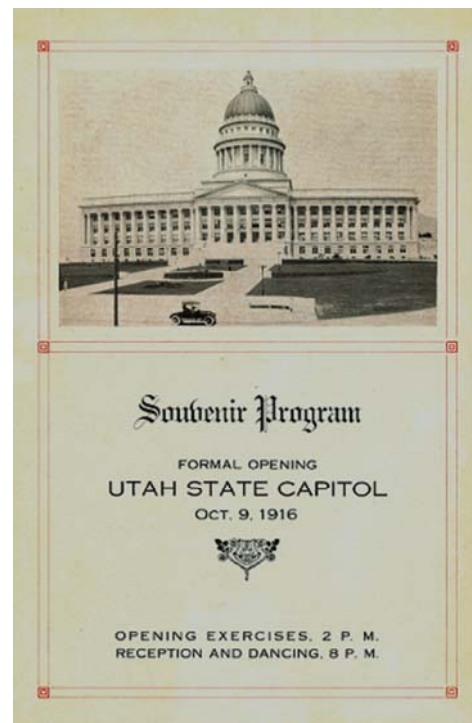 Souvenir Program
FORMAL OPENING
UTAH STATE CAPITOL
OCT. 9, 1916
OPENING EXERCISES, 2 P. M.
RECEPTION AND DANCING, 8 P. M.